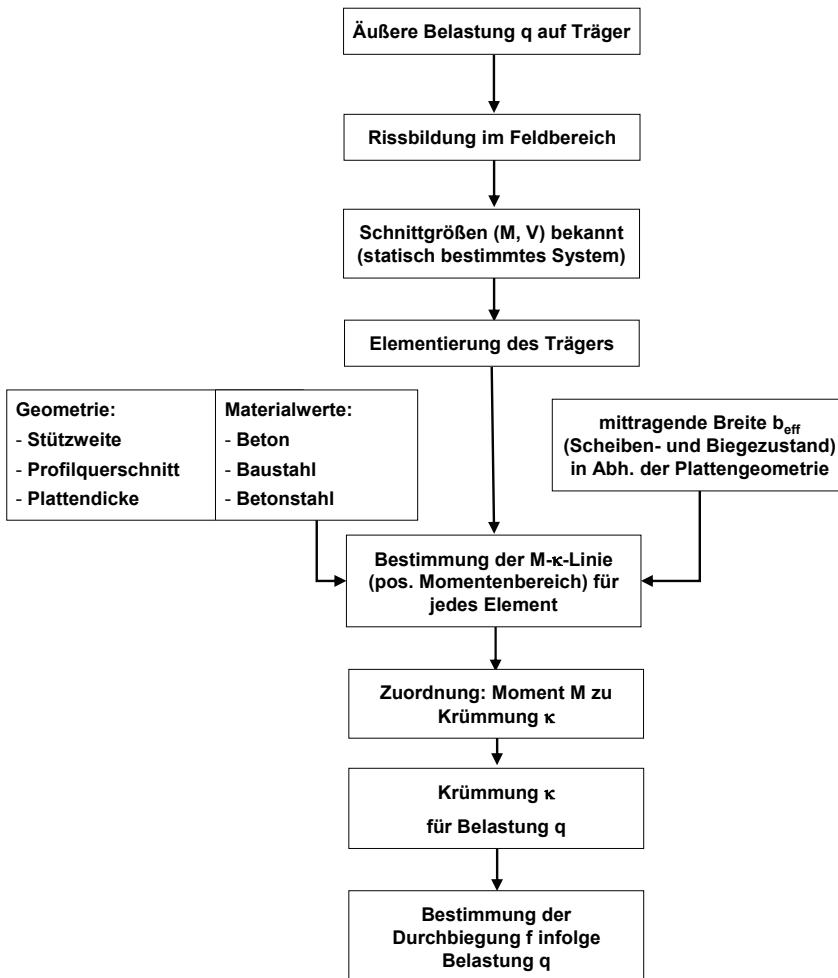 Äußere Belastung q auf Träger
Rissbildung im Feldbereich
Schnittgrößen (M, V) bekannt
(statisch bestimmtes System)
Elementierung des Trägers
Geometrie:
- Stützweite
- Profilquerschnitt
- Plattendicke
Materialwerte:
- Beton
- Baustahl
- Betonstahl
mittragende Breite beff
(Scheiben- und Biegezustand)
in Abh. der Plattengeometrie
Bestimmung der M-κ-Linie
(pos. Momentenbereich) für
jedes Element
Zuordnung: Moment M zu
Krümmung κ
Krümmung κ
für Belastung q
Bestimmung der
Durchbiegung f infolge
Belastung q